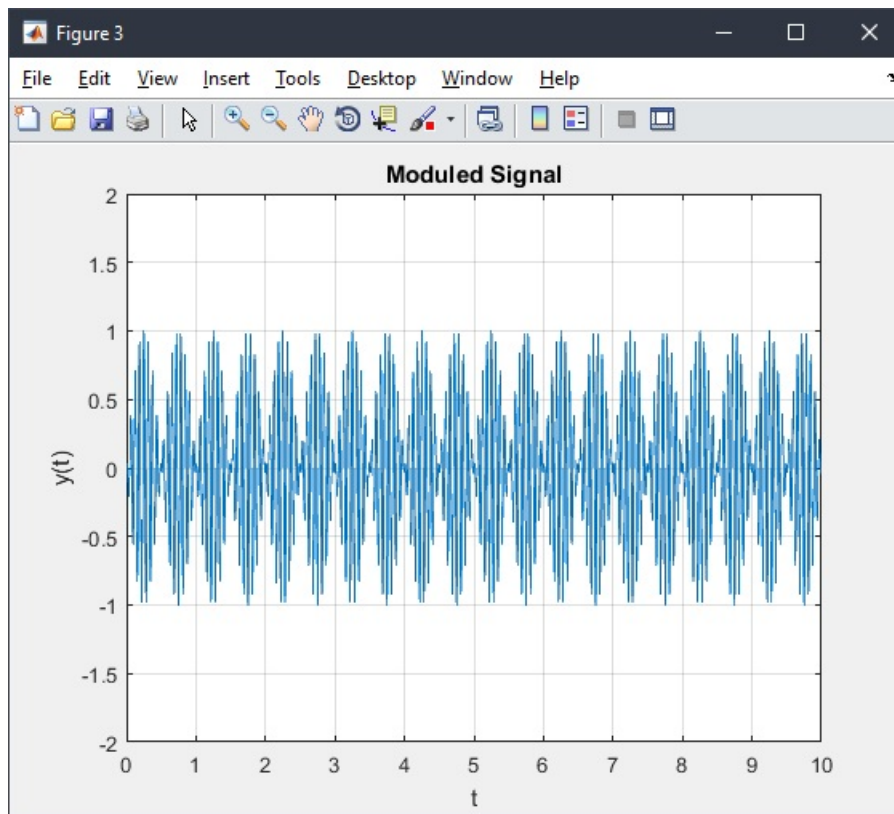 Figure 3
File Edit View Insert Tools Desktop Window Help
Moduled Signal
2
1.5
1
0.5
0
-0.5
-1
-1.5
-2
y(t)
0 1 2 3 4 5 6 7 8 9 10
t